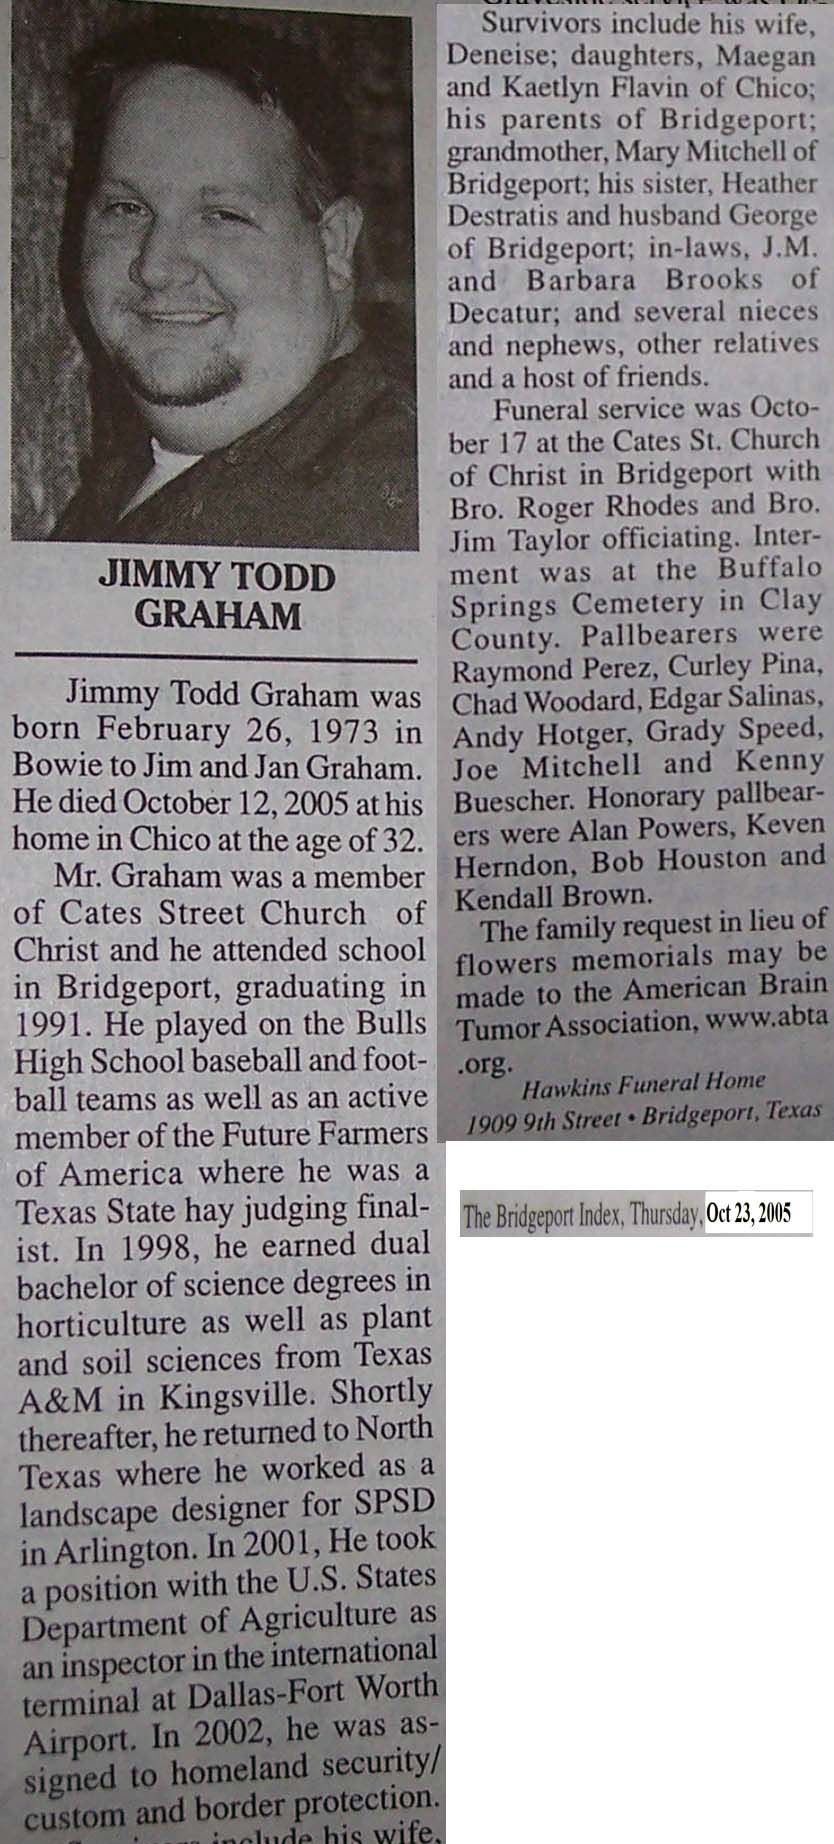 JIMMY TODD
GRAHAM
Jimmy Todd Graham was
born February 26, 1973 in
Bowie to Jim and Jan Graham.
He died October 12, 2005 at his
home in Chico at the age of 32.
Mr. Graham was a member
of Cates Street Church of
Christ and he attended school
in Bridgeport, graduating in
1991. He played on the Bulls
High School baseball and foot-
ball teams as well as an active
member of the Future Farmers
of America where he was a
Texas State hay judging final-
ist. In 1998, he earned dual
bachelor of science degrees in
horticulture as well as plant
and soil sciences from Texas
A&M in Kingsville. Shortly
thereafter, he returned to North
Texas where he worked as a
landscape designer for SPSD
in Arlington. In 2001, He took
a position with the U.S. States
Department of Agriculture as
an inspector in the international
terminal at Dallas-Fort Worth
Airport. In 2002, he was as-
signed to homeland security/
custom and border protection.
include his wife,
Survivors include his wife,
Deneise; daughters, Maegan
and Kaetlyn Flavin of Chico;
his parents of Bridgeport;
grandmother, Mary Mitchell of
Bridgeport; his sister, Heather
Destratis and husband George
of Bridgeport; in-laws, J.M.
and Barbara Brooks of
Decatur; and several nieces
and nephews, other relatives
and a host of friends.
Funeral service was Octo-
ber 17 at the Cates St. Church
of Christ in Bridgeport with
Bro. Roger Rhodes and Bro.
Jim Taylor officiating. Inter-
ment was at the Buffalo
Springs Cemetery in Clay
County. Pallbearers were
Raymond Perez, Curley Pina,
Chad Woodard, Edgar Salinas,
Andy Hotger, Grady Speed,
Joe Mitchell and Kenny
Buescher. Honorary pallbear-
ers were Alan Powers, Keven
Herndon, Bob Houston and
Kendall Brown.
The family request in lieu of
flowers memorials may be
made to the American Brain
Tumor Association, www.abta
.org.
Hawkins Funeral Home
1909 9th Street • Bridgeport, Texas
The Bridgeport Index, Thursday, Oct 23, 2005